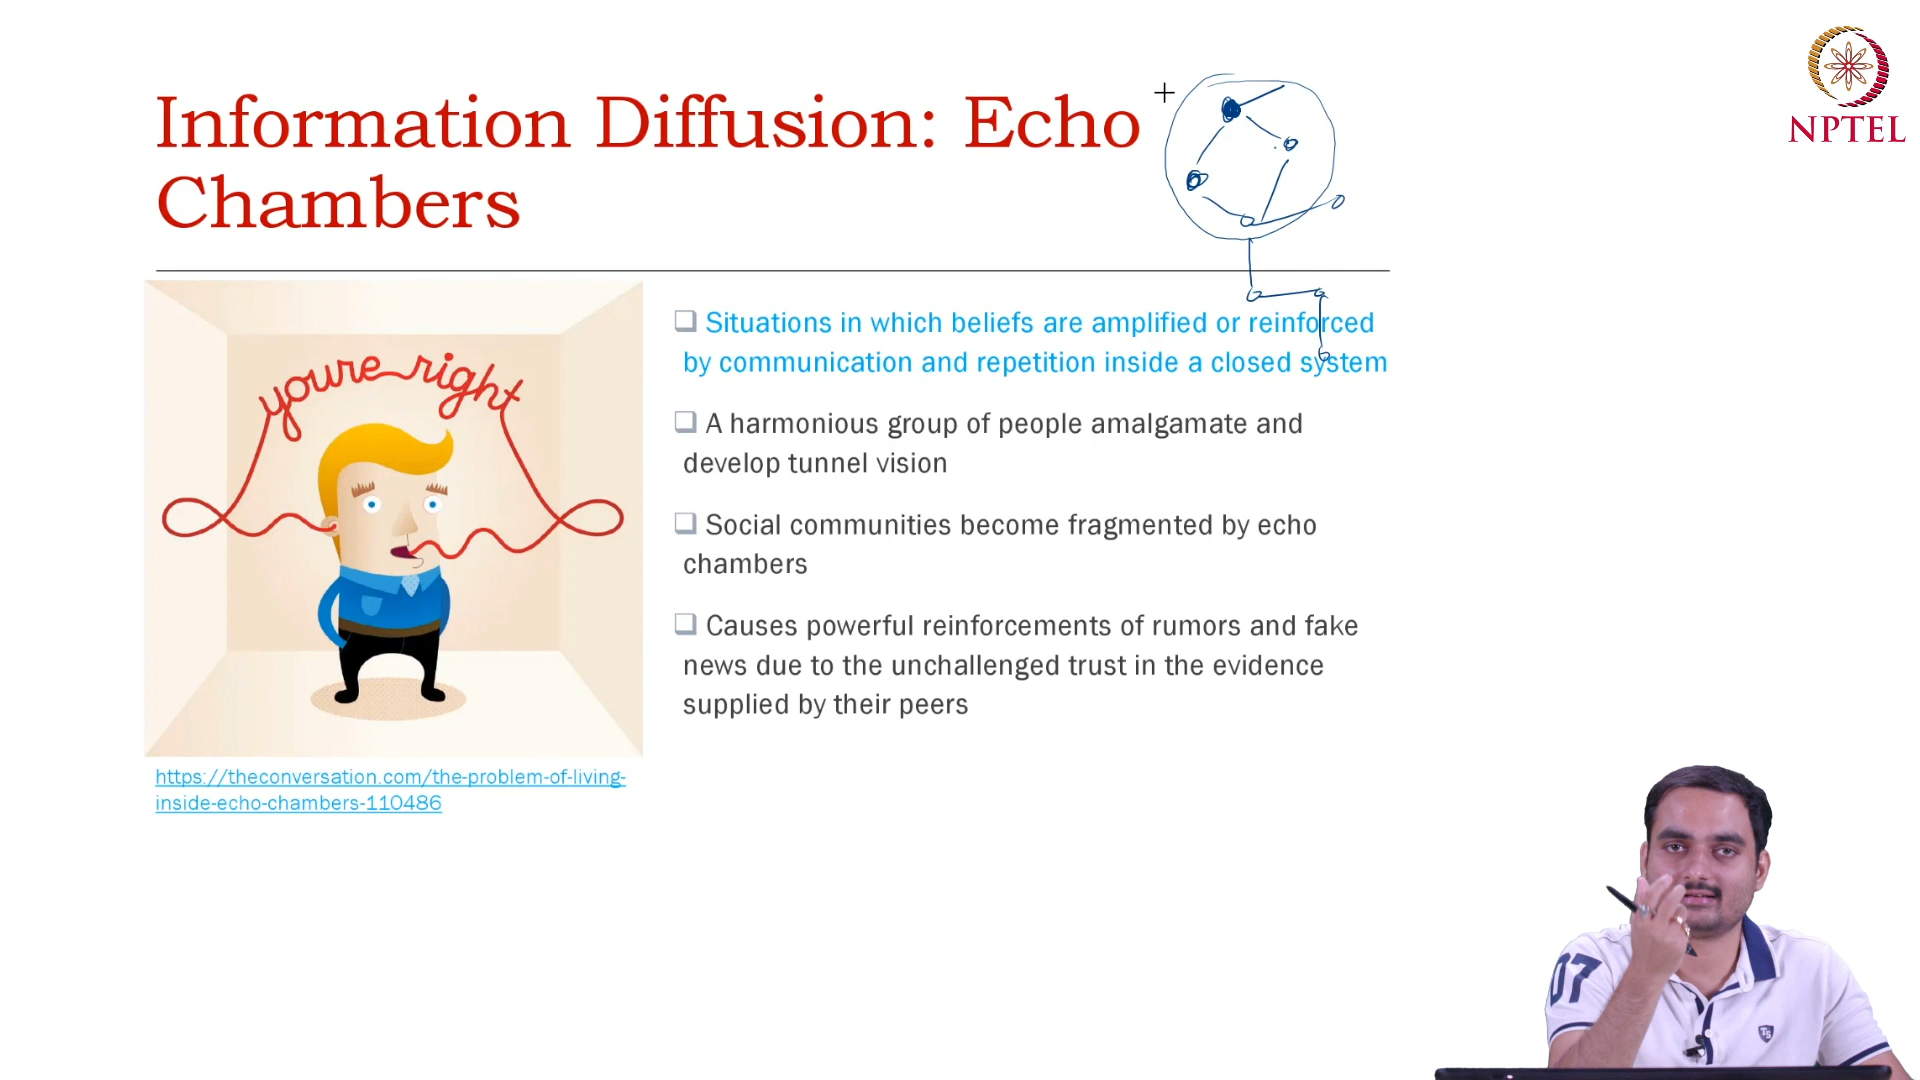 Information Diffusion: Echo
Chambers
NPTEL
youre right
❑ Situations in which beliefs are amplified or reinforced
by communication and repetition inside a closed system
❑ A harmonious group of people amalgamate and
develop tunnel vision
❑ Social communities become fragmented by echo
chambers
❑ Causes powerful reinforcements of rumors and fake
news due to the unchallenged trust in the evidence
supplied by their peers
https://theconversation.com/the-problem-of-living-
inside-echo-chambers-110486
07
TS